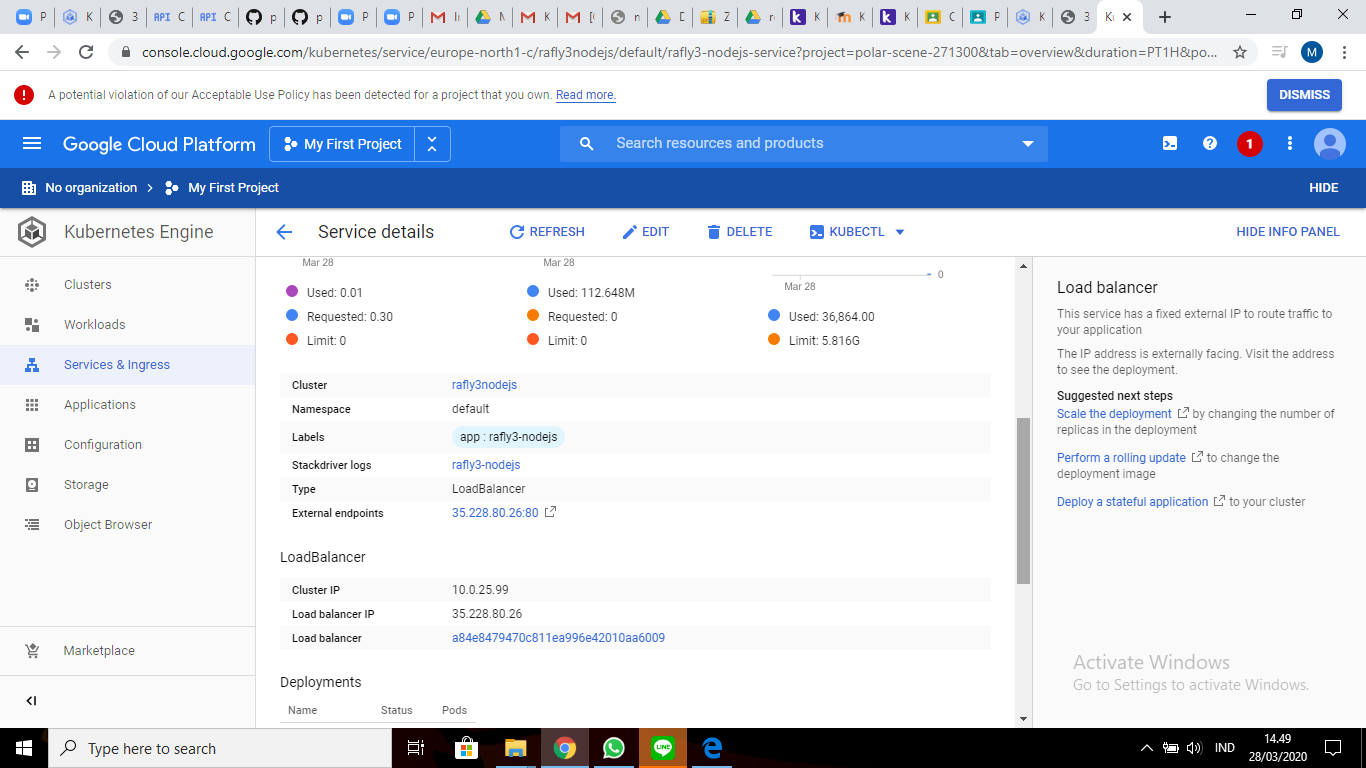 P
K
3
API C
API C
p
p
P
P
P
Ir
N
K
[(
n
D
Z
re
K
K
K
C
P
K
3
Ku
console.cloud.google.com/kubernetes/service/europe-north1-c/rafly3nodejs/default/rafly3-nodejs-service?project=polar-scene-271300&tab=overview&duration=PT1H&po...
M
A potential violation of our Acceptable Use Policy has been detected for a project that you own. Read more.
DISMISS
Google Cloud Platform
My First Project
Search resources and products
1
No organization > My First Project
HIDE
Kubernetes Engine
Service details
REFRESH
EDIT
DELETE
KUBECTL
HIDE INFO PANEL
Clusters
Workloads
Services & Ingress
Applications
Configuration
Storage
Object Browser
Marketplace
Mar 28
Used: 0.01
Requested: 0.30
Limit: 0
Mar 28
Used: 112.648M
Requested: 0
Limit: 0
0
Mar 28
Used: 36,864.00
Limit: 5.816G
Cluster rafly3nodejs
Namespace default
Labels app : rafly3-nodejs
Stackdriver logs rafly3-nodejs
Type LoadBalancer
External endpoints 35.228.80.26:80
LoadBalancer
Cluster IP 10.0.25.99
Load balancer IP 35.228.80.26
Load balancer a84e8479470c811ea996e42010aa6009
Deployments
Name Status Pods
Load balancer
This service has a fixed external IP to route traffic to
your application
The IP address is externally facing. Visit the address
to see the deployment.
Suggested next steps
Scale the deployment by changing the number of
replicas in the deployment
Perform a rolling update to change the
deployment image
Deploy a stateful application to your cluster
Activate Windows
Go to Settings to activate Windows.
Type here to search
LINE
IND
14.49
28/03/2020